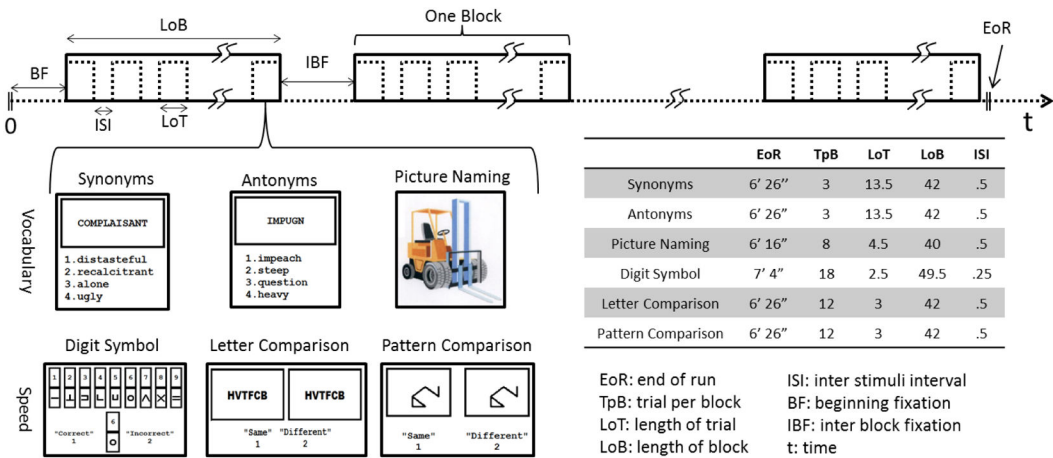 LoB
One Block
EoR
BF
IBF
ISI
LoT
0
t
Vocabulary
Synonyms
COMPLAISANT
1.distasteful
2.recalcitrant
3.alone
4.ugly
Antonyms
IMPUGN
1.impeach
2.steep
3.question
4.heavy
Picture Naming
Speed
Digit Symbol
1 2 3 4 5 6 7 8 9
6
"Correct" "Incorrect"
1 2
Letter Comparison
HVTFCB HVTFCB
"Same" "Different"
1 2
Pattern Comparison
"Same" "Different"
1 2
EoR TpB LoT LoB ISI
Synonyms 6' 26" 3 13.5 42 .5
Antonyms 6' 26" 3 13.5 42 .5
Picture Naming 6' 16" 8 4.5 40 .5
Digit Symbol 7' 4" 18 2.5 49.5 .25
Letter Comparison 6' 26" 12 3 42 .5
Pattern Comparison 6' 26" 12 3 42 .5
EoR: end of run
TpB: trial per block
LoT: length of trial
LoB: length of block
ISI: inter stimuli interval
BF: beginning fixation
IBF: inter block fixation
t: time